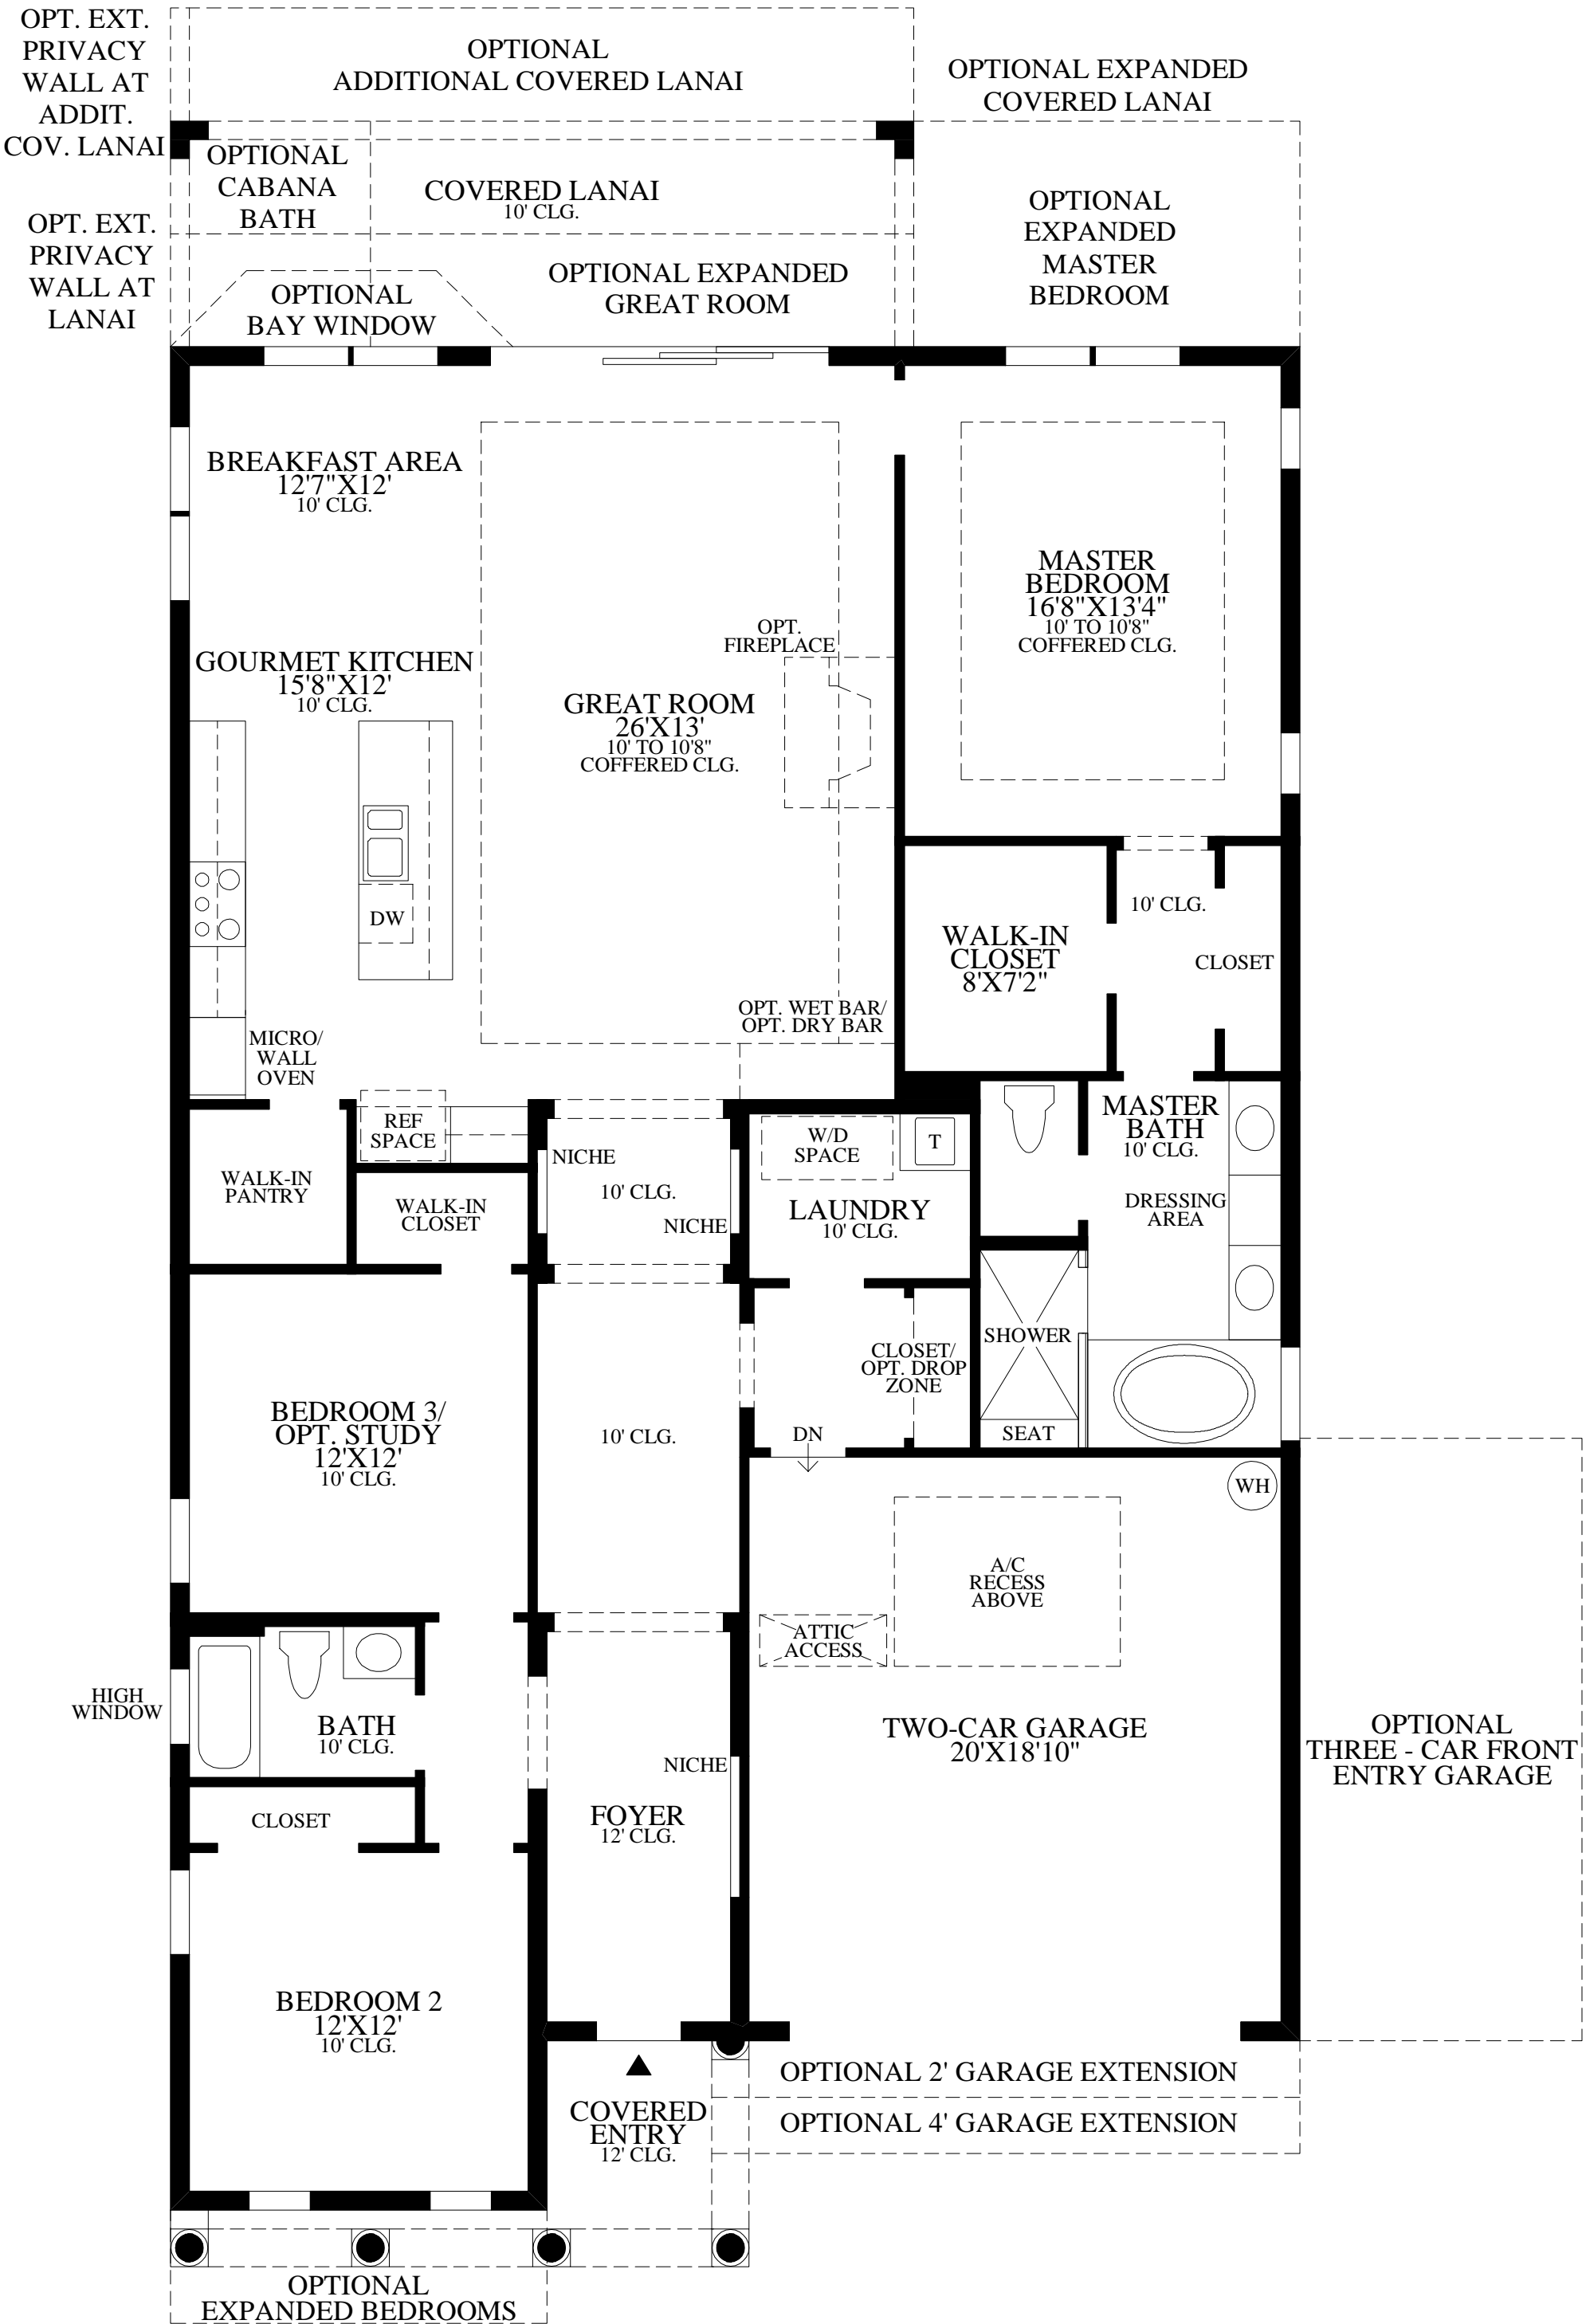 OPT. EXT.
PRIVACY
WALL AT
ADDIT.
COV. LANAI
OPTIONAL
ADDITIONAL COVERED LANAI
OPTIONAL EXPANDED
COVERED LANAI
OPTIONAL
CABANA
BATH
COVERED LANAI
10' CLG.
OPTIONAL
EXPANDED
MASTER
BEDROOM
OPT. EXT.
PRIVACY
WALL AT
LANAI
OPTIONAL
BAY WINDOW
OPTIONAL EXPANDED
GREAT ROOM
BREAKFAST AREA
12'7"X12'
10' CLG.
MASTER
BEDROOM
16'8"X13'4"
10' TO 10'8"
COFFERED CLG.
OPT.
FIREPLACE
GOURMET KITCHEN
15'8"X12'
10' CLG.
GREAT ROOM
26'X13'
10' TO 10'8"
COFFERED CLG.
DW
10' CLG.
WALK-IN
CLOSET
8'X7'2"
CLOSET
OPT. WET BAR/
OPT. DRY BAR
MICRO/
WALL
OVEN
REF
SPACE
NICHE
10' CLG.
NICHE
W/D
SPACE
T
MASTER
BATH
10' CLG.
WALK-IN
PANTRY
WALK-IN
CLOSET
LAUNDRY
10' CLG.
DRESSING
AREA
SHOWER
CLOSET/
OPT. DROP
ZONE
BEDROOM 3/
OPT. STUDY
12'X12'
10' CLG.
10' CLG.
DN
SEAT
WH
A/C
RECESS
ABOVE
ATTIC
ACCESS
HIGH
WINDOW
BATH
10' CLG.
NICHE
TWO-CAR GARAGE
20'X18'10"
OPTIONAL
THREE - CAR FRONT
ENTRY GARAGE
CLOSET
FOYER
12' CLG.
BEDROOM 2
12'X12'
10' CLG.
OPTIONAL 2' GARAGE EXTENSION
COVERED
ENTRY
12' CLG.
OPTIONAL 4' GARAGE EXTENSION
OPTIONAL
EXPANDED BEDROOMS